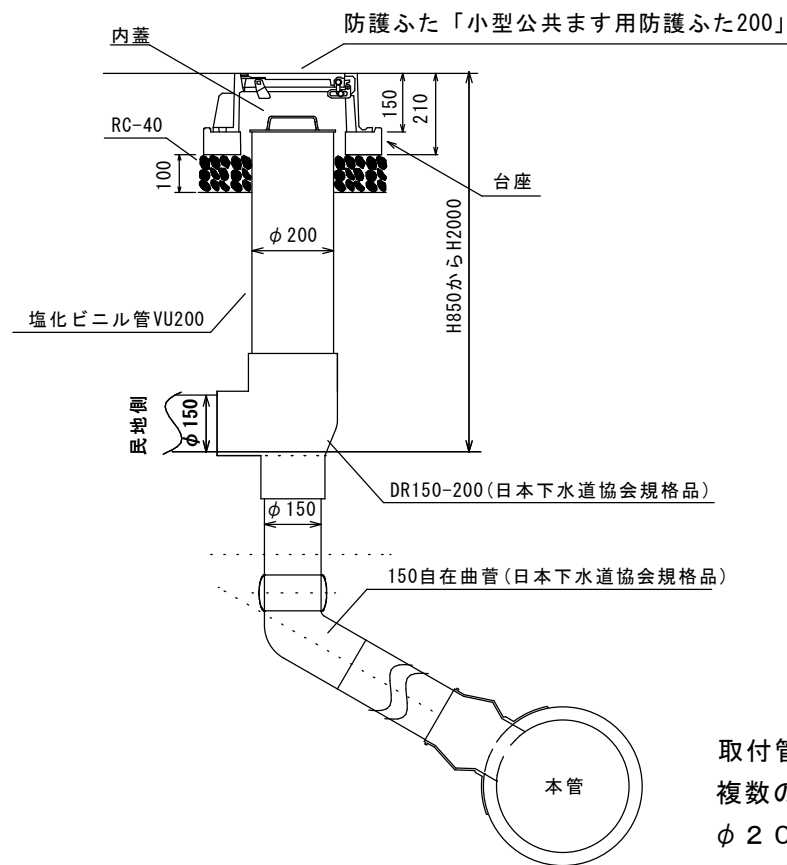 防護ふた「小型公共ます用防護ふた200」
内蓋
150
210
RC-40
100
台座
φ200
H850からH2000
塩化ビニル管VU200
民地側
φ150
DR150-200(日本下水道協会規格品)
φ150
150自在曲菅(日本下水道協会規格品)
本管
取付管
複数の
φ20